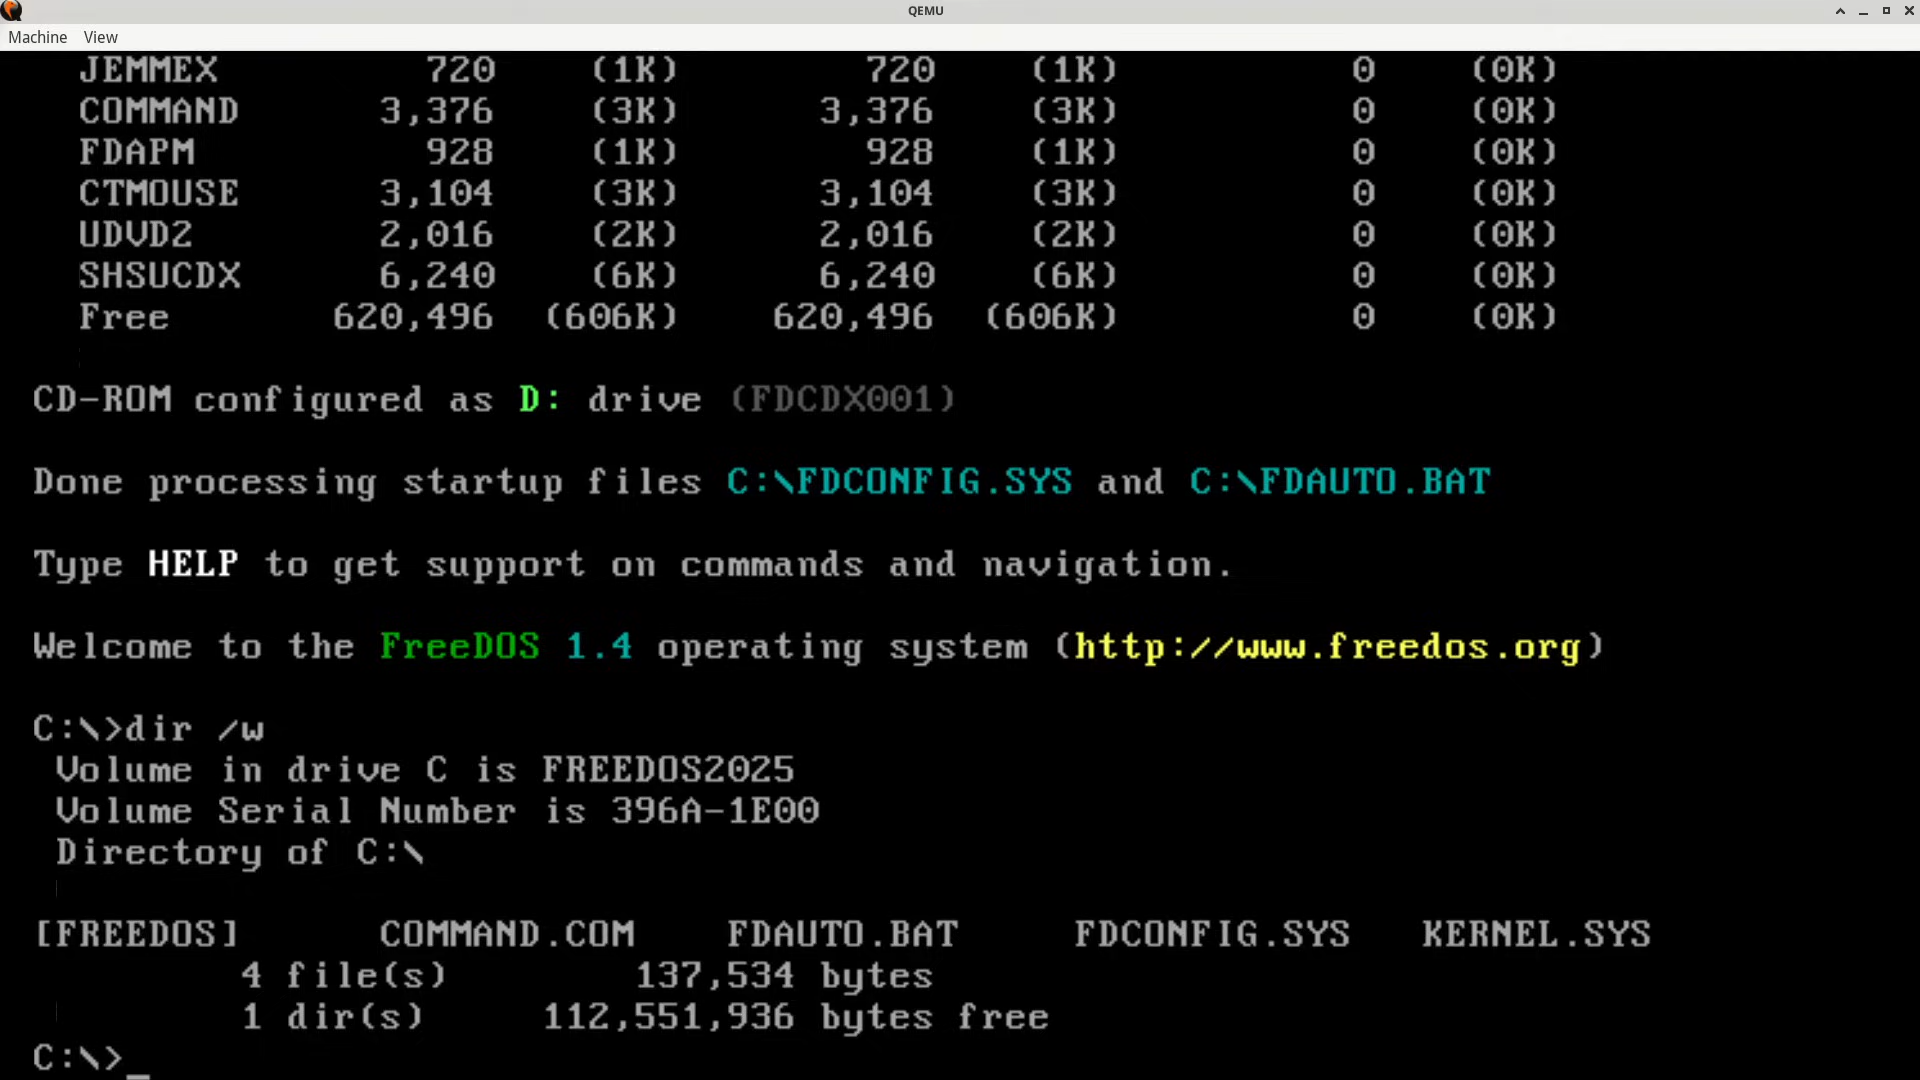 QEMU
Machine View
JEMMEX 720 (1K) 720 (1K) 0 (0K)
COMMAND 3,376 (3K) 3,376 (3K) 0 (0K)
FDAPM 928 (1K) 928 (1K) 0 (0K)
CTMOUSE 3,104 (3K) 3,104 (3K) 0 (0K)
UDVD2 2,016 (2K) 2,016 (2K) 0 (0K)
SHSUCDX 6,240 (6K) 6,240 (6K) 0 (0K)
Free 620,496 (606K) 620,496 (606K) 0 (0K)
CD-ROM configured as D: drive (FDCDX001)
Done processing startup files C:\FDCONFIG.SYS and C:\FDAUTO.BAT
Type HELP to get support on commands and navigation.
Welcome to the FreeDOS 1.4 operating system (http://www.freedos.org)
C:\>dir /w
Volume in drive C is FREEDOS2025
Volume Serial Number is 396A-1E00
Directory of C:\
[FREEDOS] COMMAND.COM FDAUTO.BAT FDCONFIG.SYS KERNEL.SYS
4 file(s) 137,534 bytes
1 dir(s) 112,551,936 bytes free
C:\>_